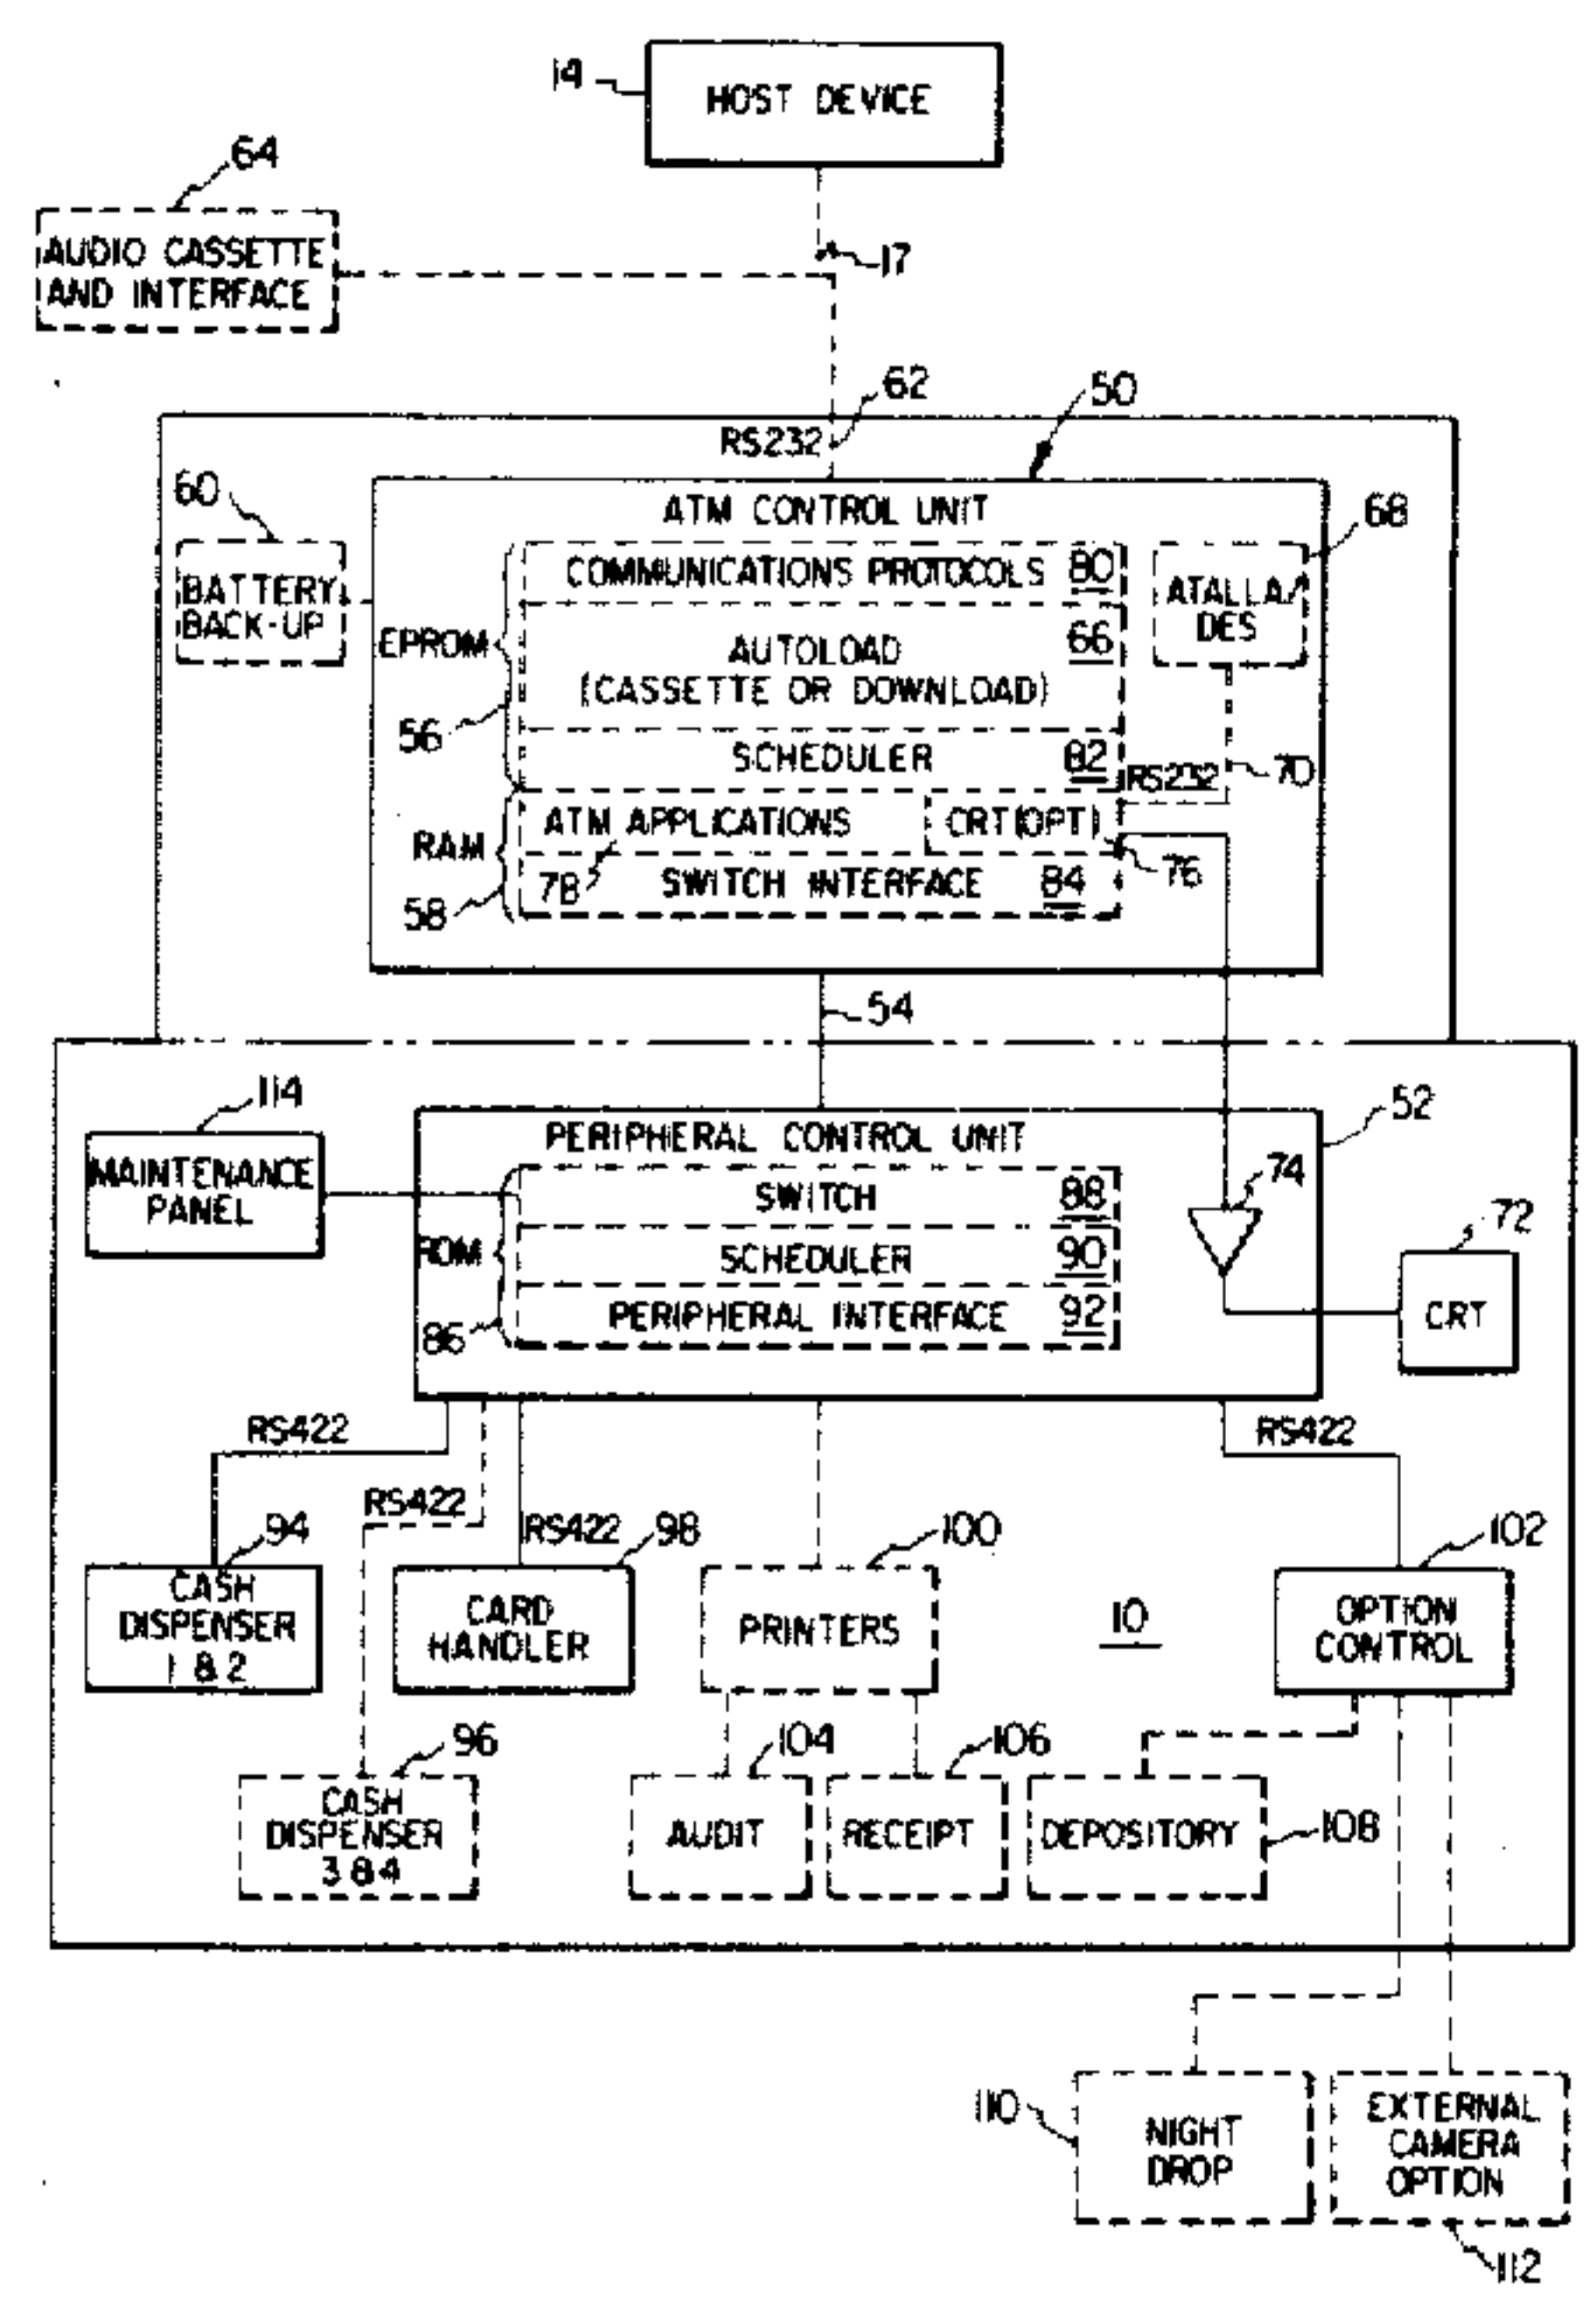 14
HOST DEVICE
64
AUDIO CASSETTE
AND INTERFACE
17
62
50
RS232
60
ATM CONTROL UNIT
68
BATTERY
BACK-UP
COMMUNICATIONS PROTOCOLS 80
ATALLA
DES
EPROM
AUTOLOAD 66
(CASSETTE OR DOWNLOAD)
56
SCHEDULER 82
RS232
70
RAM
ATM APPLICATIONS
CRT(OPT)
78
SWITCH INTERFACE 84
76
58
54
114
52
MAINTENANCE
PANEL
PERIPHERAL CONTROL UNIT
SWITCH 88
74
72
ROM
SCHEDULER 90
PERIPHERAL INTERFACE 92
86
CRT
RS422
RS422
RS422
RS422
94
98
100
102
CASH
DISPENSER
1 & 2
CARD
HANDLER
PRINTERS
10
OPTION
CONTROL
96
104
106
CASH
DISPENSER
3 & 4
AUDIT
RECEIPT
DEPOSITORY
108
110
NIGHT
DROP
EXTERNAL
CAMERA
OPTION
112